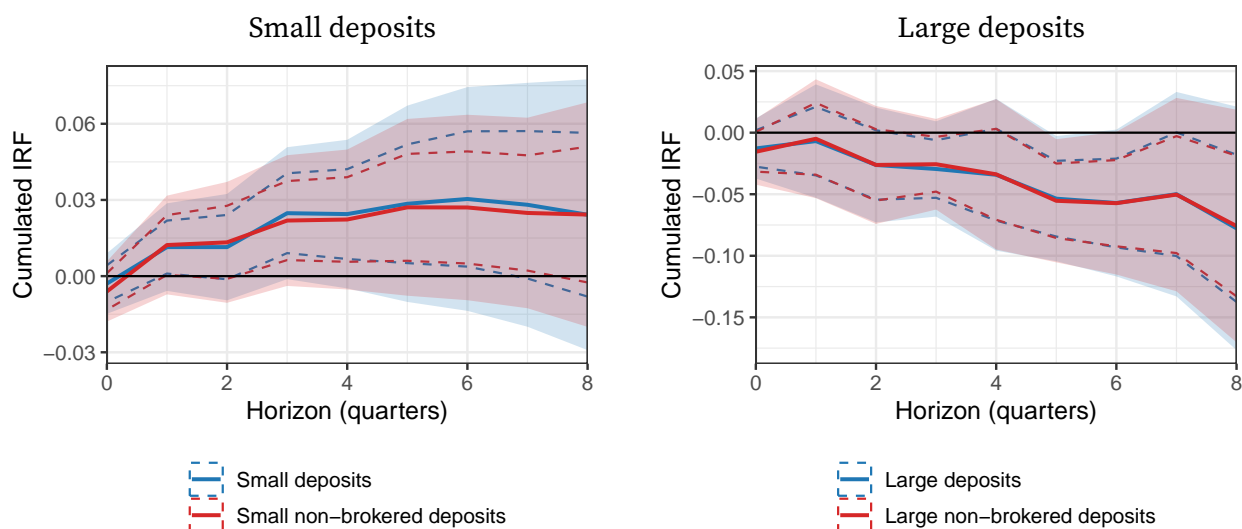 Small deposits
Cumulated IRF
0.06
0.03
0.00
−0.03
0 2 4 6 8
Horizon (quarters)
Small deposits
Small non−brokered deposits
Large deposits
Cumulated IRF
0.05
0.00
−0.05
−0.10
−0.15
0 2 4 6 8
Horizon (quarters)
Large deposits
Large non−brokered deposits